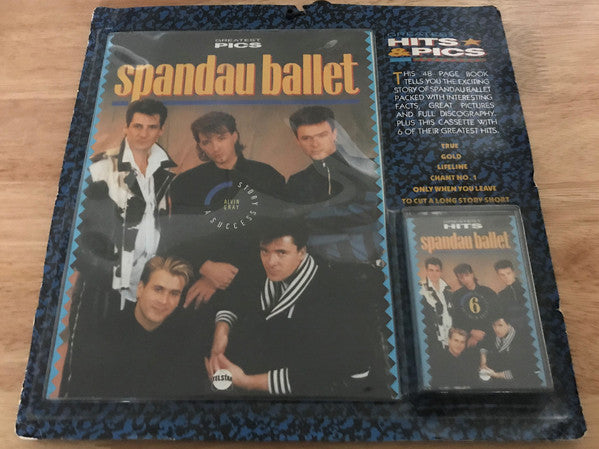 GREATEST
PICS
spandau ballet
STORY
ALVIN
GRAY
A SUCCESS
TELSTAR
GREATEST
HITS
& PICS
THIS 48 PAGE BOOK
TELLS YOU THE EXCITING
STORY OF SPANDAU BALLET
PACKED WITH INTERESTING
FACTS, GREAT PICTURES
AND FULL DISCOGRAPHY.
PLUS THIS CASSETTE WITH
6 OF THEIR GREATEST HITS.
TRUE
GOLD
LIFELINE
CHANT NO. 1
ONLY WHEN YOU LEAVE
TO CUT A LONG STORY SHORT
GREATEST
HITS
spandau ballet
6